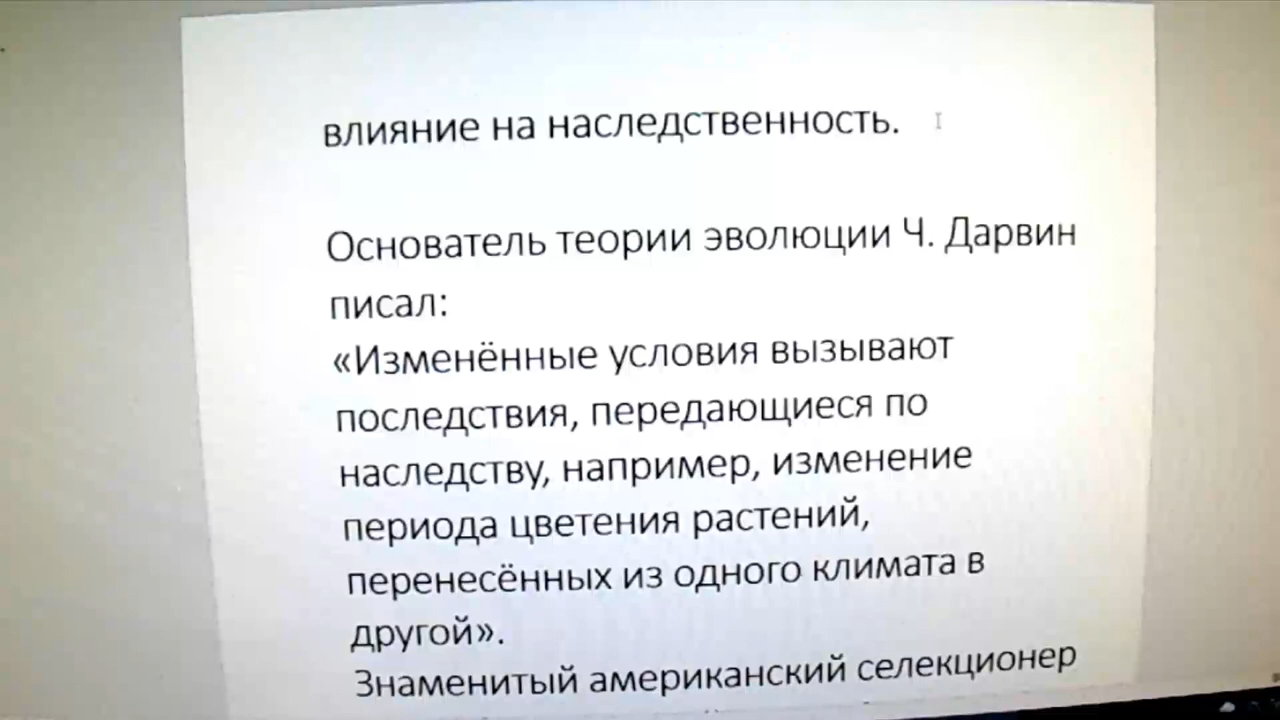 влияние на наследственность.
Основатель теории эволюции Ч. Дарвин
писал:
«Изменённые условия вызывают
последствия, передающиеся по
наследству, например, изменение
периода цветения растений,
перенесённых из одного климата в
другой».
Знаменитый американский селекционер